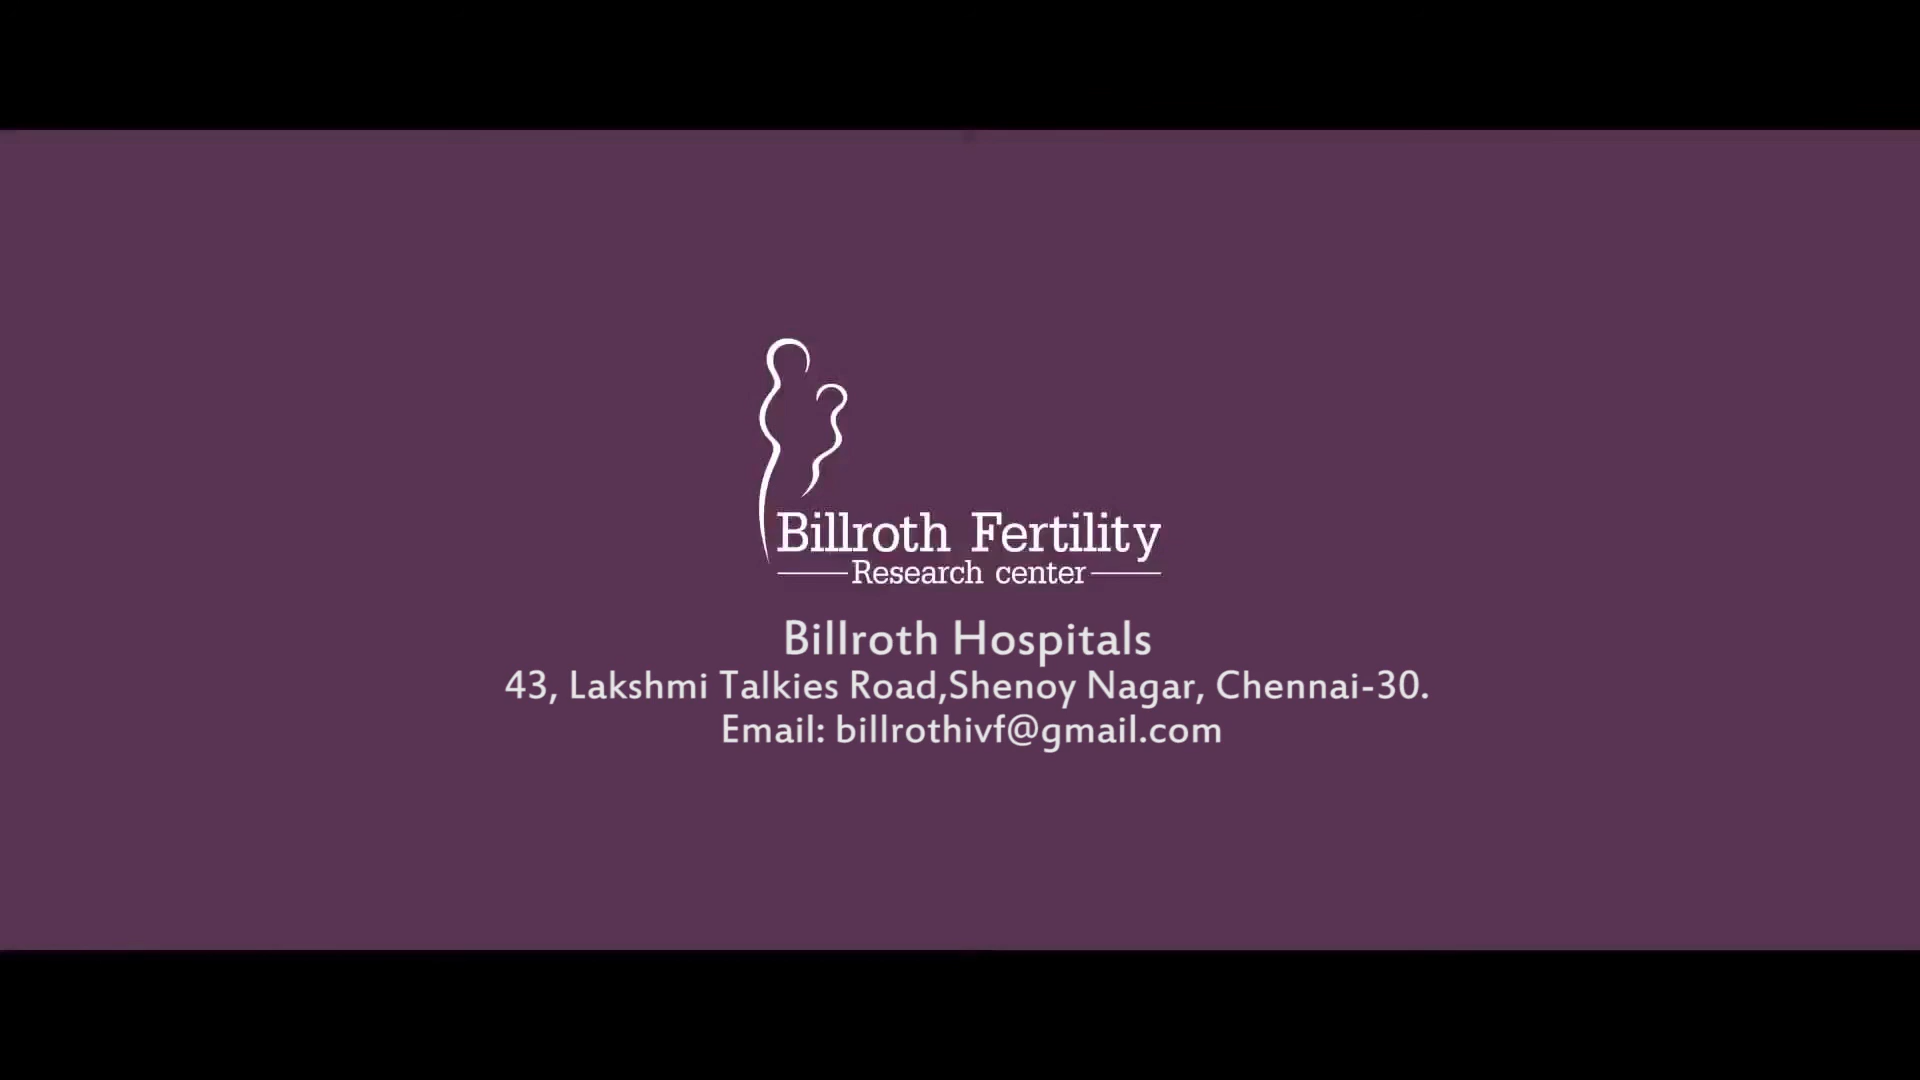 Billroth Fertility
Research center
Billroth Hospitals
43, Lakshmi Talkies Road,Shenoy Nagar, Chennai-30.
Email: billrothivf@gmail.com